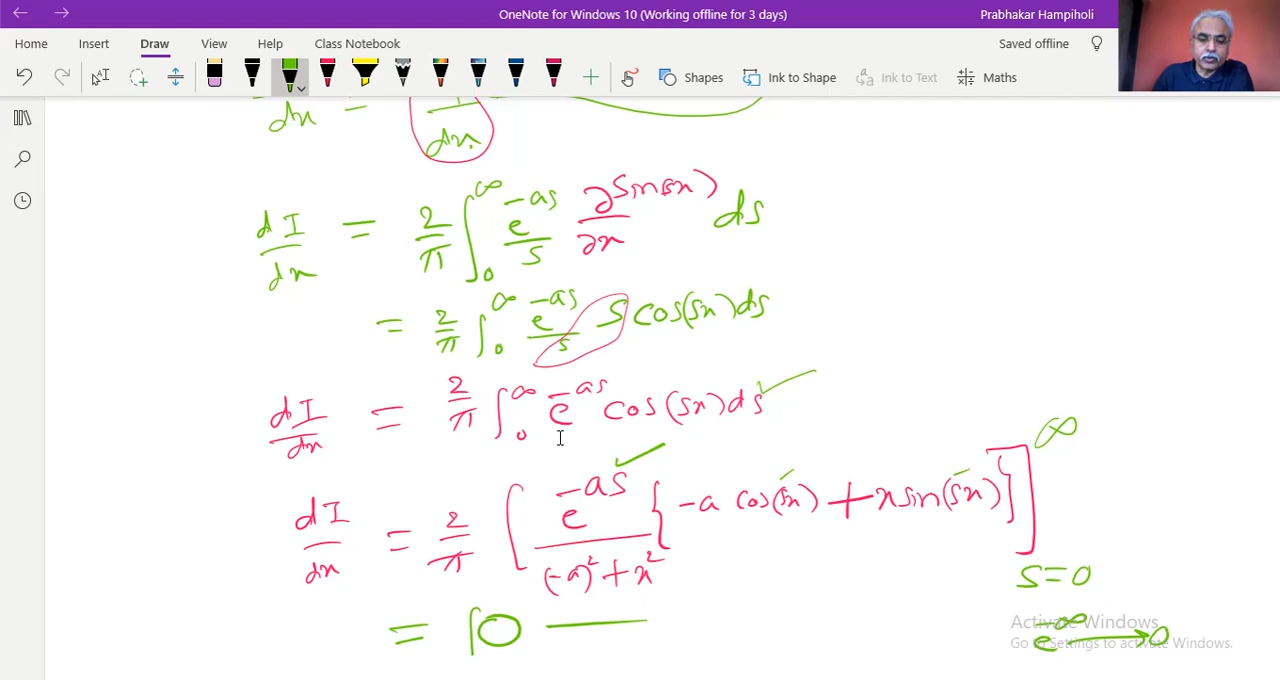 OneNote for Windows 10 (Working offline for 3 days)
Prabhakar Hampiholi
Home Insert Draw View Help Class Notebook
Saved offline
Shapes Ink to Shape Ink to Text Maths
dx = dx
dI/dx = 2/π ∫₀^∞ e^-as/s ∂sin(sx)/∂x ds
= 2/π ∫₀^∞ e^-as/s s cos(sx)ds
dI/dx = 2/π ∫₀^∞ e^-as cos(sx)ds ✓
dI/dx = 2/π [e^-as/((-a)²+x²) {-a cos(sx) + x sin(sx)}]^∞ s=0
= [0 —
e^-∞ → 0
Activate Windows
Go to Settings to activate Windows.